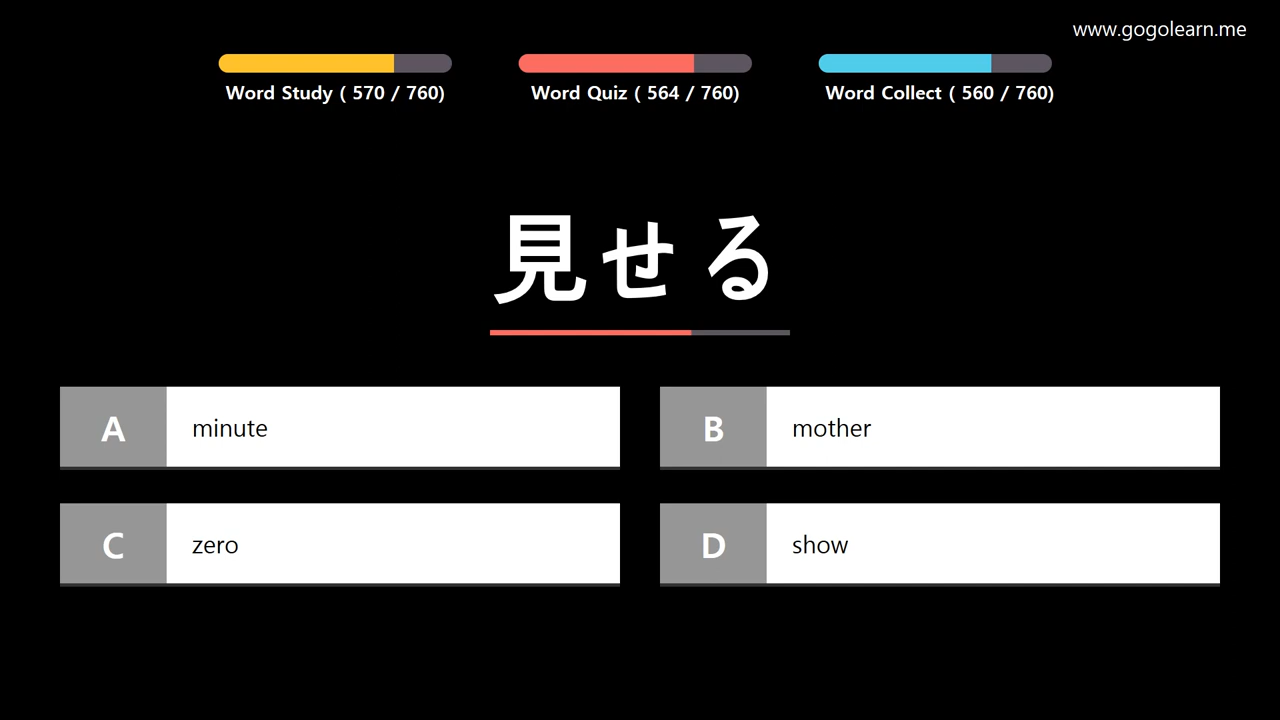 www.gogolearn.me
Word Study ( 570 / 760)
Word Quiz ( 564 / 760)
Word Collect ( 560 / 760)
見せる
A minute
B mother
C zero
D show